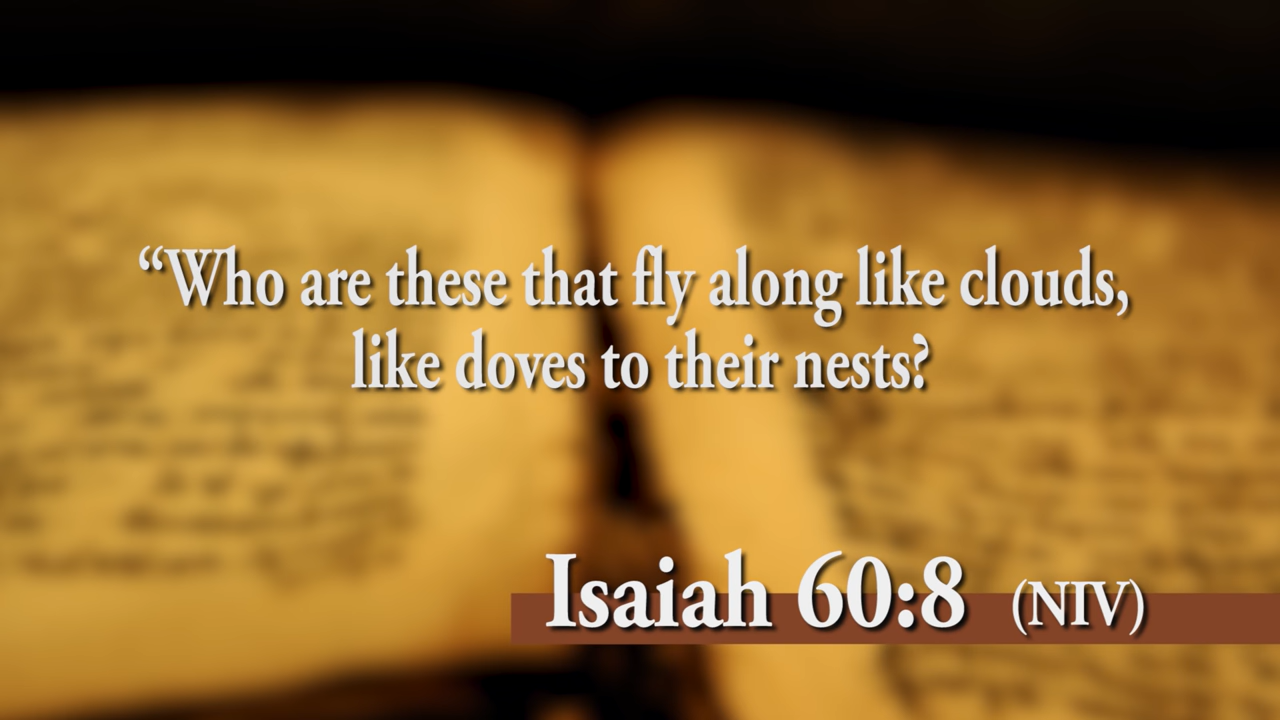 “Who are these that fly along like clouds,
like doves to their nests?
Isaiah 60:8 (NIV)